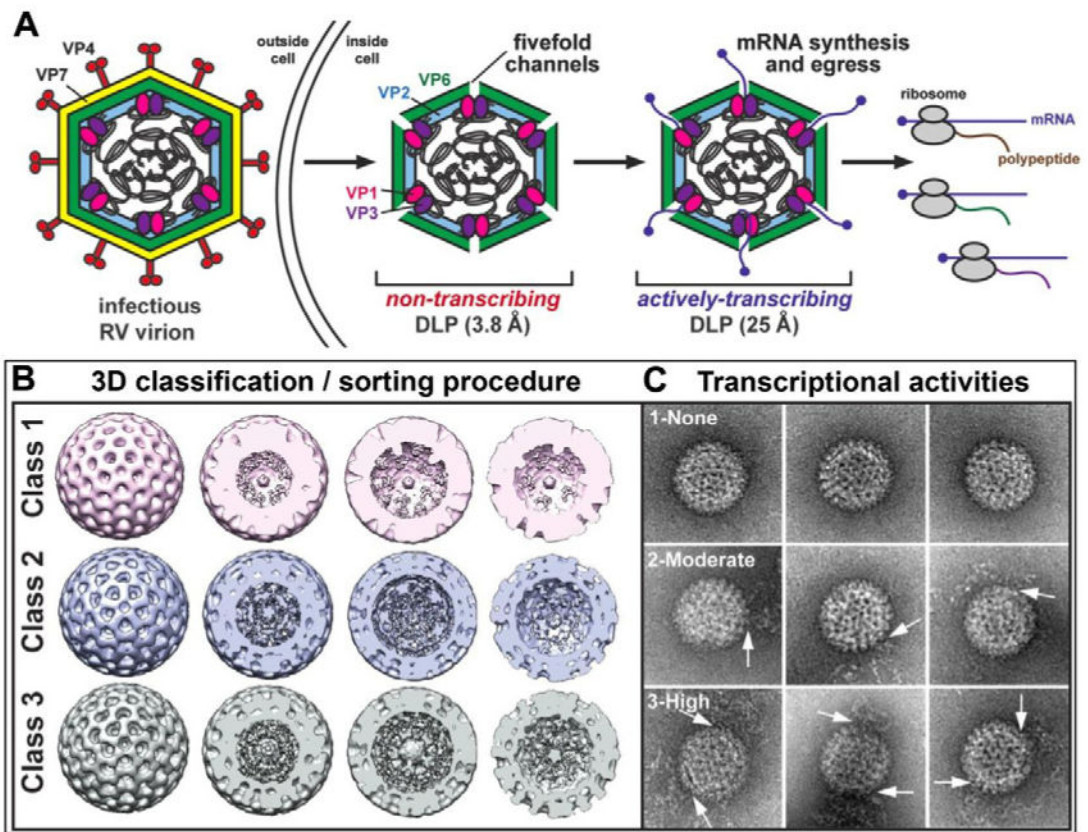 A
VP4
VP7
outside
cell
inside
cell
fivefold
channels
VP6
VP2
VP1
VP3
mRNA synthesis
and egress
ribosome
mRNA
polypeptide
infectious
RV virion
non-transcribing
DLP (3.8 Å)
actively-transcribing
DLP (25 Å)
B 3D classification / sorting procedure
Class 1
Class 2
Class 3
C Transcriptional activities
1-None
2-Moderate
3-High